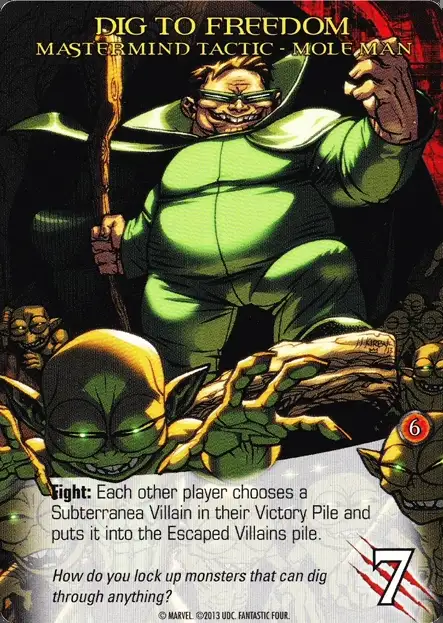 DIG TO FREEDOM
MASTERMIND TACTIC - MOLE MAN
KIRBY
6
Fight: Each other player chooses a
Subterranea Villain in their Victory Pile and
puts it into the Escaped Villains pile.
7
How do you lock up monsters that can dig
through anything?
© MARVEL. ©2013 UDC. FANTASTIC FOUR.